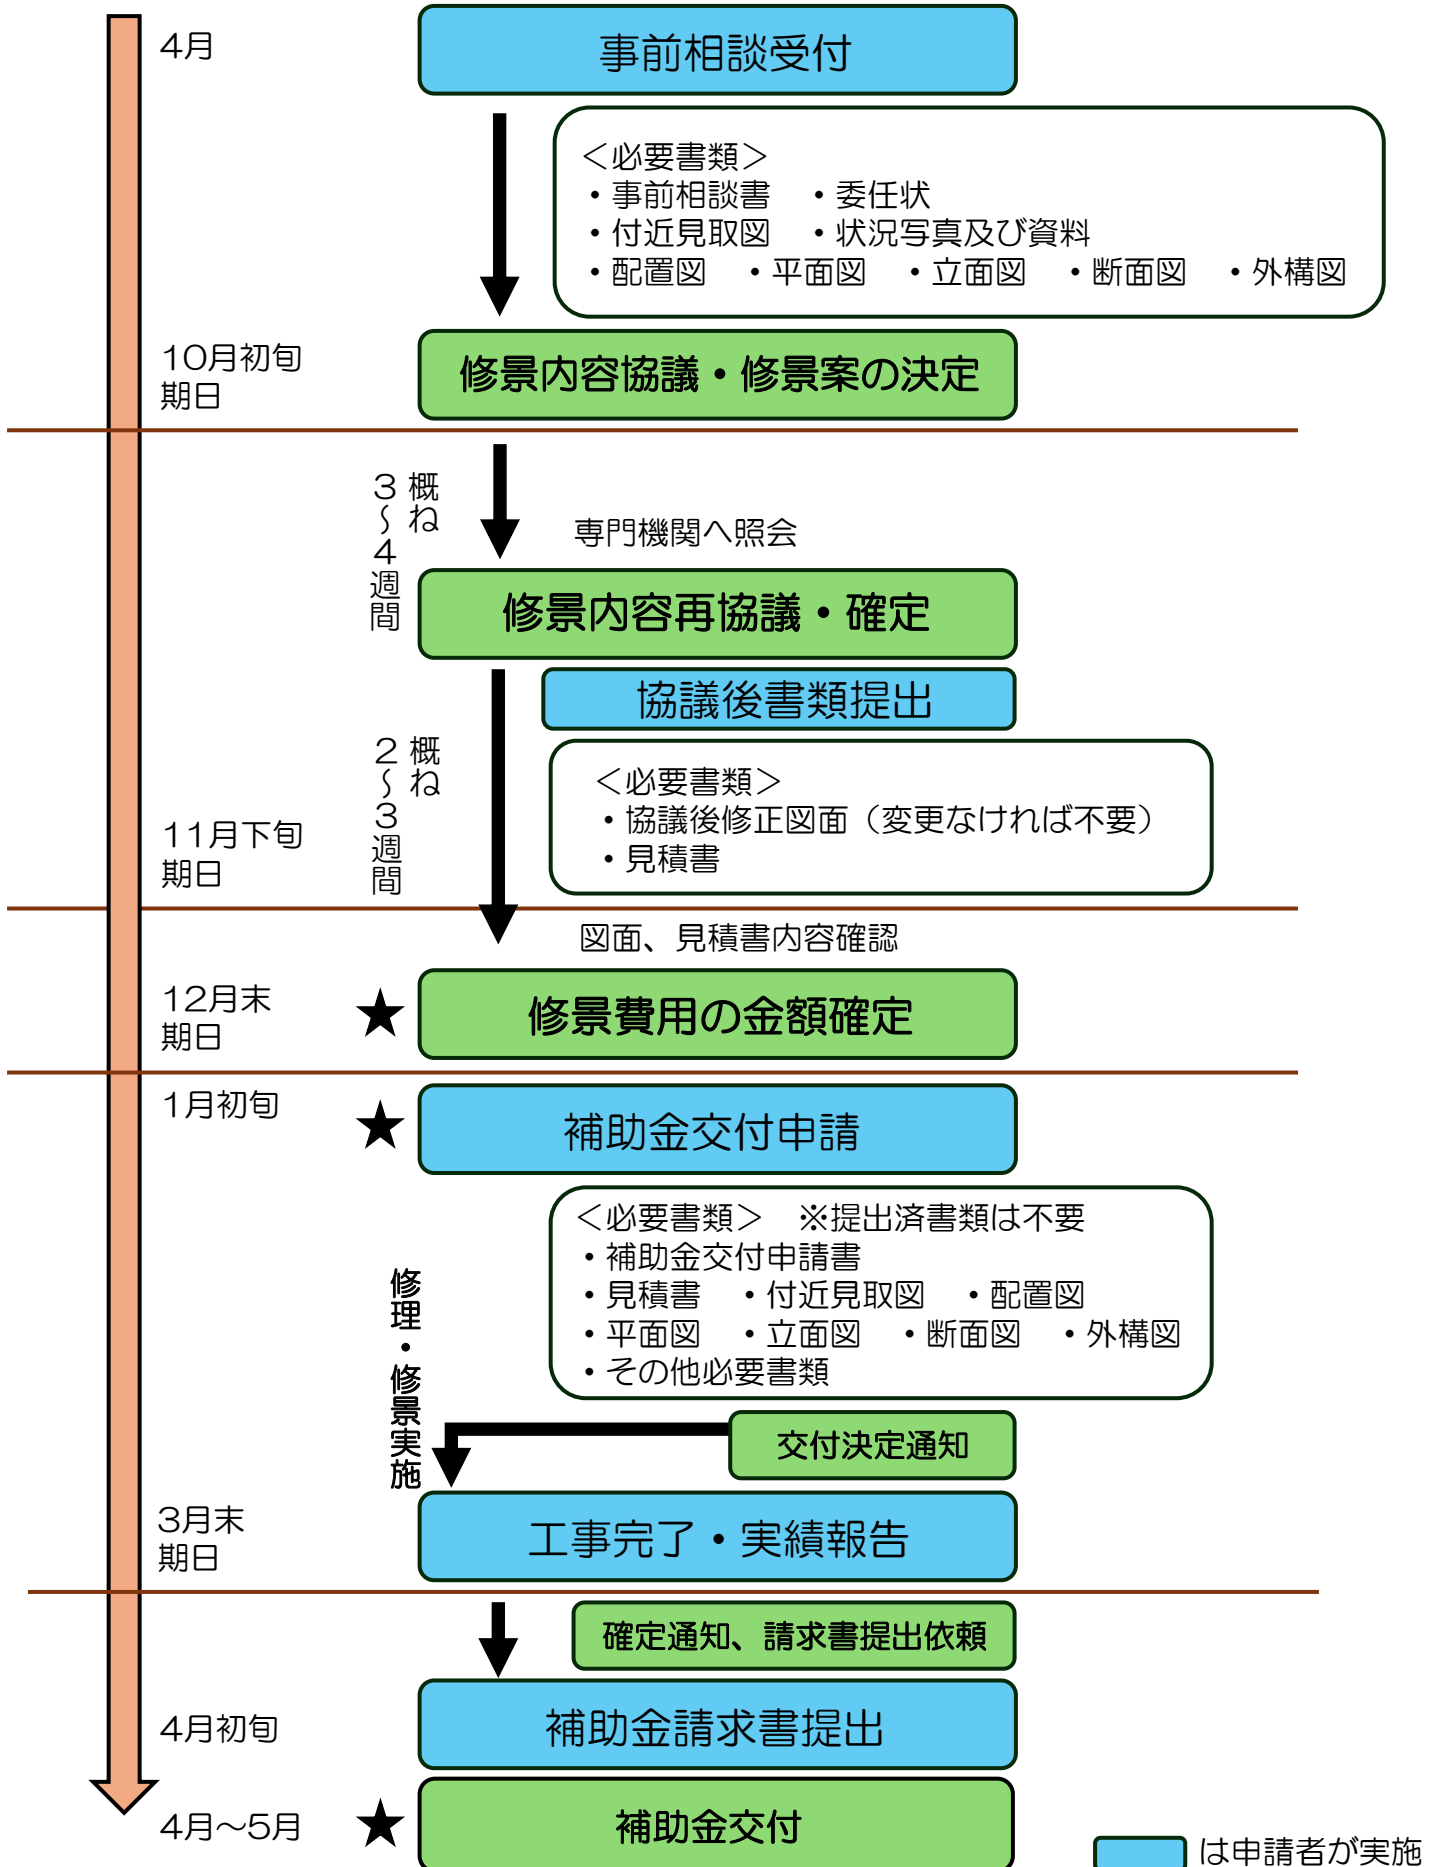 4月
事前相談受付
＜必要書類＞
・事前相談書　・委任状
・付近見取図　・状況写真及び資料
・配置図　・平面図　・立面図　・断面図　・外構図
10月初旬
期日
修景内容協議・修景案の決定
概ね
3～4週間
専門機関へ照会
修景内容再協議・確定
協議後書類提出
概ね
2～3週間
＜必要書類＞
・協議後修正図面（変更なければ不要）
・見積書
11月下旬
期日
図面、見積書内容確認
12月末
期日
★
修景費用の金額確定
1月初旬
★
補助金交付申請
＜必要書類＞　※提出済書類は不要
・補助金交付申請書
・見積書　・付近見取図　・配置図
・平面図　・立面図　・断面図　・外構図
・その他必要書類
修理・修景実施
交付決定通知
3月末
期日
工事完了・実績報告
確定通知、請求書提出依頼
4月初旬
補助金請求書提出
4月～5月
★
補助金交付
は申請者が実施